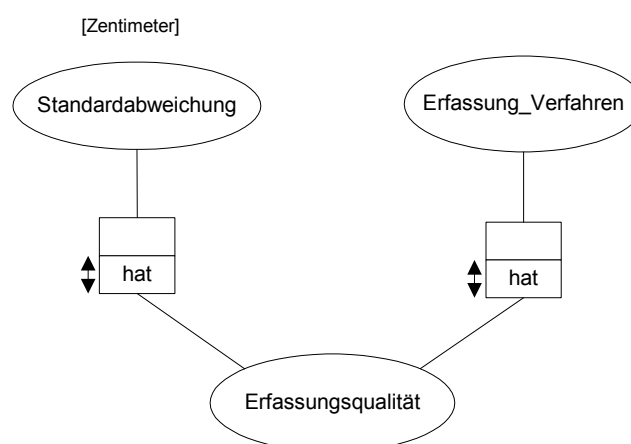 [Zentimeter]
Standardabweichung
Erfassung_Verfahren
hat
hat
Erfassungsqualität